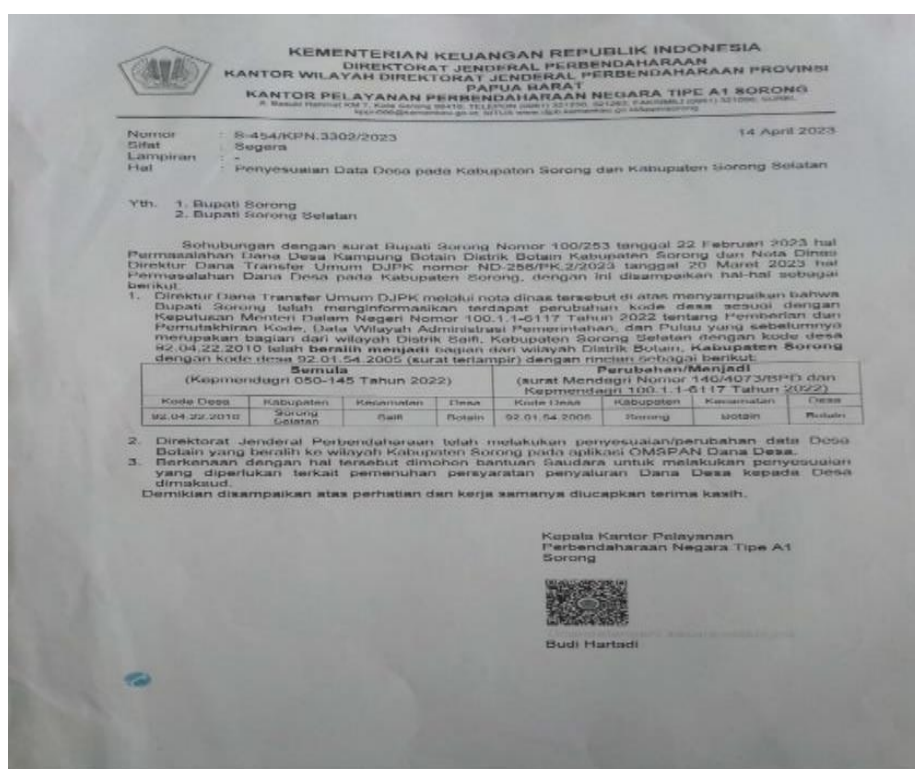 KEMENTERIAN KEUANGAN REPUBLIK INDONESIA
DIREKTORAT JENDERAL PERBENDAHARAAN
KANTOR WILAYAH DIREKTORAT JENDERAL PERBENDAHARAAN PROVINSI
PAPUA BARAT
KANTOR PELAYANAN PERBENDAHARAAN NEGARA TIPE A1 SORONG
Nomor : S-454/KPN.3302/2023 14 April 2023
Sifat : Segera
Lampiran : -
Hal : Penyesuaian Data Desa pada Kabupaten Sorong dan Kabupaten Sorong Selatan
Yth. 1. Bupati Sorong
2. Bupati Sorong Selatan
Sehubungan dengan surat Bupati Sorong Nomor 100/253 tanggal 22 Februari 2023 hal
Permasalahan Dana Desa Kampung Botain Distrik Botain Kabupaten Sorong dan Nota Dinas
Direktur Dana Transfer Umum DJPK nomor ND-256/PK.2/2023 tanggal 20 Maret 2023 hal
Permasalahan Dana Desa pada Kabupaten Sorong, dengan ini disampaikan hal-hal sebagai
berikut:
1. Direktur Dana Transfer Umum DJPK melalui nota dinas tersebut di atas menyampaikan bahwa
Bupati Sorong telah menginformasikan terdapat perubahan kode desa sesuai dengan
Keputusan Menteri Dalam Negeri Nomor 100.1.1-6117 Tahun 2022 tentang Pemberian dan
Pemutakhiran Kode, Data Wilayah Administrasi Pemerintahan, dan Pulau yang sebelumnya
merupakan bagian dari wilayah Distrik Saifi, Kabupaten Sorong Selatan dengan kode desa
92.04.22.2010 telah beralih menjadi bagian dari wilayah Distrik Botain, Kabupaten Sorong
dengan kode desa 92.01.54.2005 (surat terlampir) dengan rincian sebagai berikut:
Semula Perubahan/Menjadi
(Kepmendagri 050-145 Tahun 2022) (surat Mendagri Nomor 140/4073/BPD dan
Kepmendagri 100.1.1-6117 Tahun 2022)
Kode Desa Kabupaten Kecamatan Desa Kode Desa Kabupaten Kecamatan Desa
92.04.22.2010 Sorong Selatan Saifi Botain 92.01.54.2005 Sorong Botain Botain
2. Direktorat Jenderal Perbendaharaan telah melakukan penyesuaian/perubahan data Desa
Botain yang beralih ke wilayah Kabupaten Sorong pada aplikasi OMSPAN Dana Desa.
3. Berkenaan dengan hal tersebut dimohon bantuan Saudara untuk melakukan penyesuaian
yang diperlukan terkait pemenuhan persyaratan penyaluran Dana Desa kepada Desa
dimaksud.
Demikian disampaikan atas perhatian dan kerja samanya diucapkan terima kasih.
Kepala Kantor Pelayanan
Perbendaharaan Negara Tipe A1
Sorong
Budi Hartadi